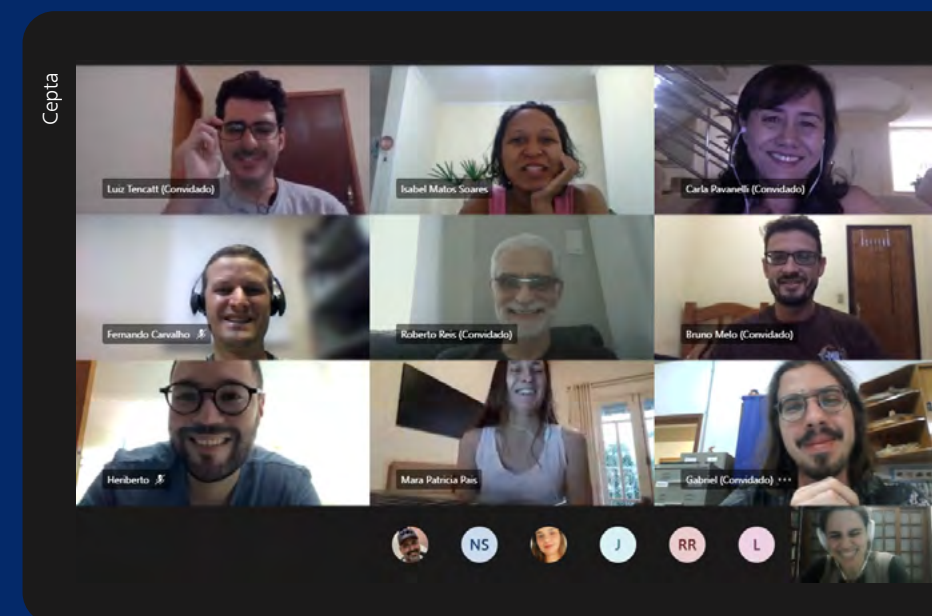 Cepta
Luiz Tencatt (Convidado)
Isabel Matos Soares
Carla Pavanelli (Convidado)
Fernando Carvalho
Roberto Reis (Convidado)
Bruno Melo (Convidado)
Heriberto
Mara Patricia Pais
Gabriel (Convidado) ···
NS
J
RR
L